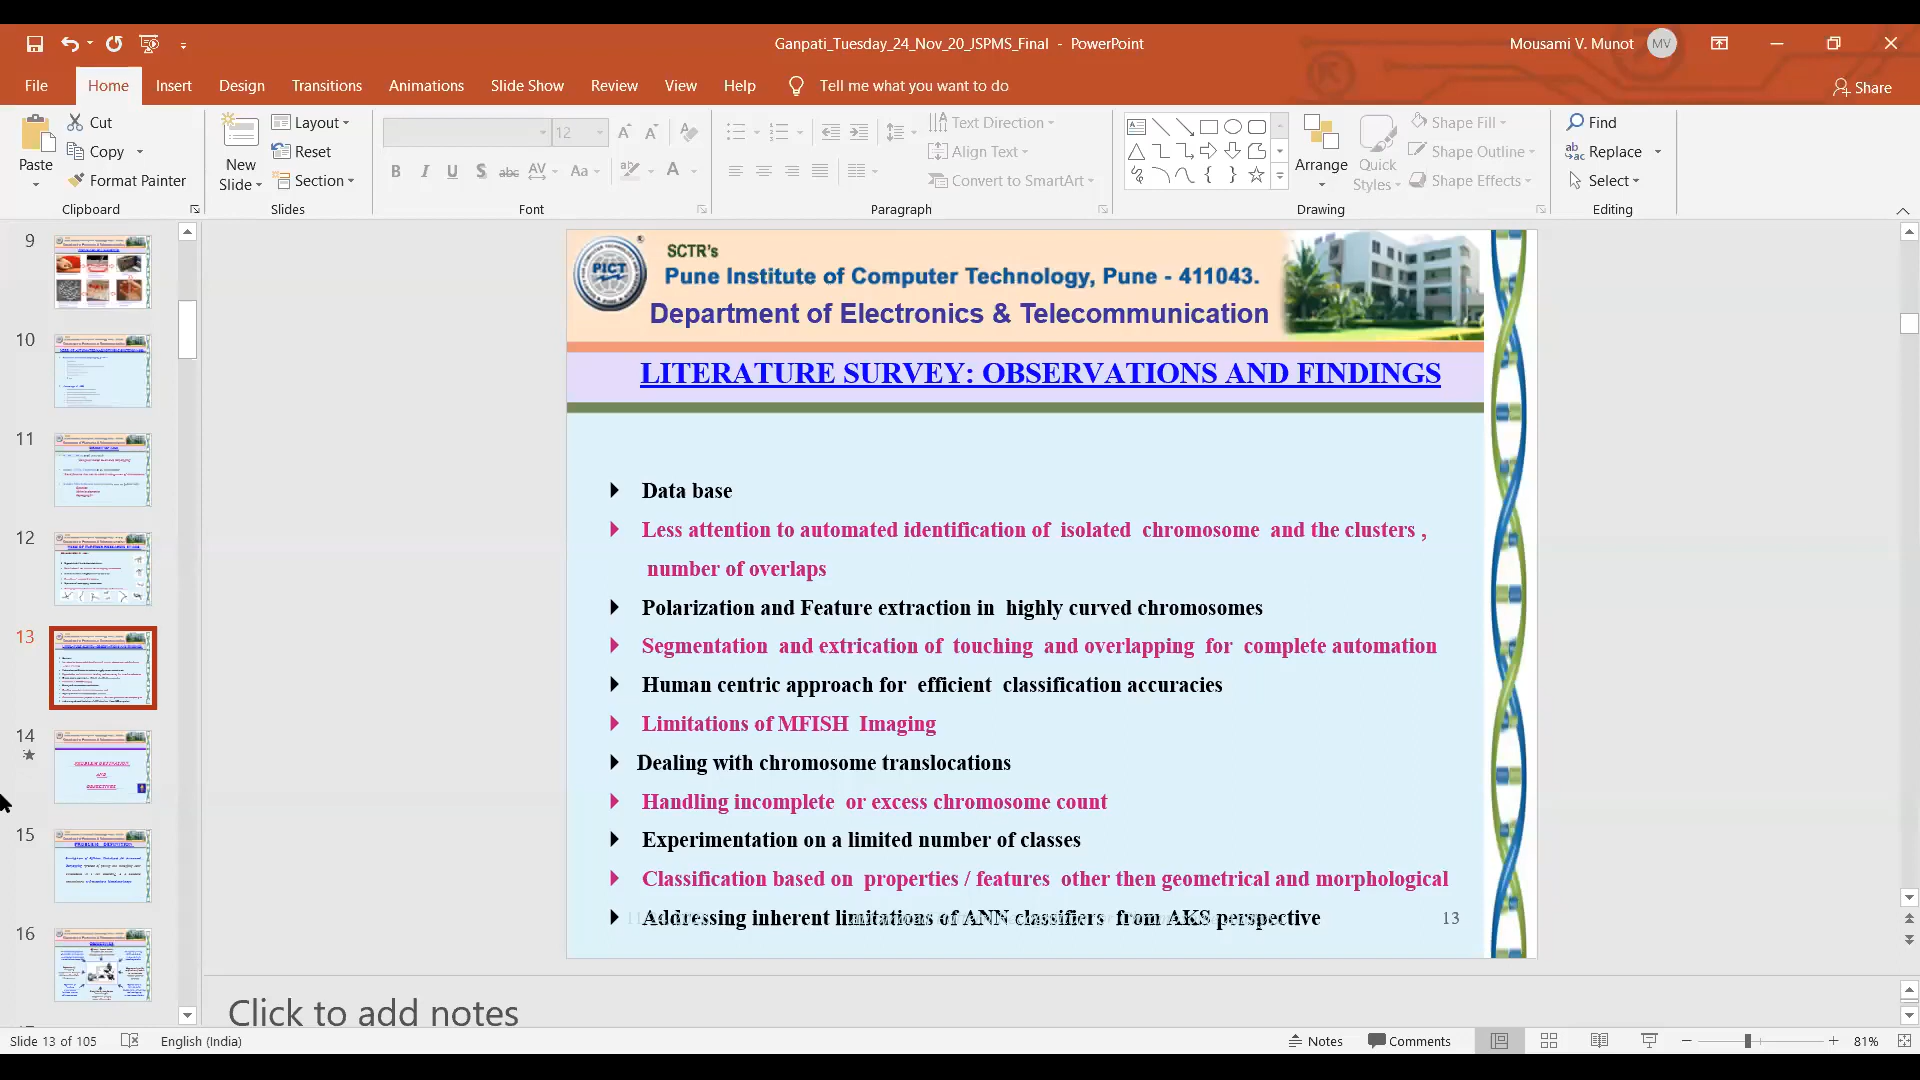 Ganpati_Tuesday_24_Nov_20_JSPMS_Final - PowerPoint
Mousami V. Munot
MV
File Home Insert Design Transitions Animations Slide Show Review View Help Tell me what you want to do
Share
Paste
Cut
Copy
Format Painter
Clipboard
New Slide
Layout
Reset
Section
Slides
12
Font
Text Direction
Align Text
Convert to SmartArt
Paragraph
Arrange
Quick Styles
Shape Fill
Shape Outline
Shape Effects
Drawing
Find
Replace
Select
Editing
9
10
11
12
13
14
15
16
PICT
SCTR's
Pune Institute of Computer Technology, Pune - 411043.
Department of Electronics & Telecommunication
LITERATURE SURVEY: OBSERVATIONS AND FINDINGS
Data base
Less attention to automated identification of isolated chromosome and the clusters ,
number of overlaps
Polarization and Feature extraction in highly curved chromosomes
Segmentation and extrication of touching and overlapping for complete automation
Human centric approach for efficient classification accuracies
Limitations of MFISH Imaging
Dealing with chromosome translocations
Handling incomplete or excess chromosome count
Experimentation on a limited number of classes
Classification based on properties / features other then geometrical and morphological
Addressing inherent limitations of ANN classifiers from AKS perspective
13
Click to add notes
Slide 13 of 105
English (India)
Notes
Comments
81%